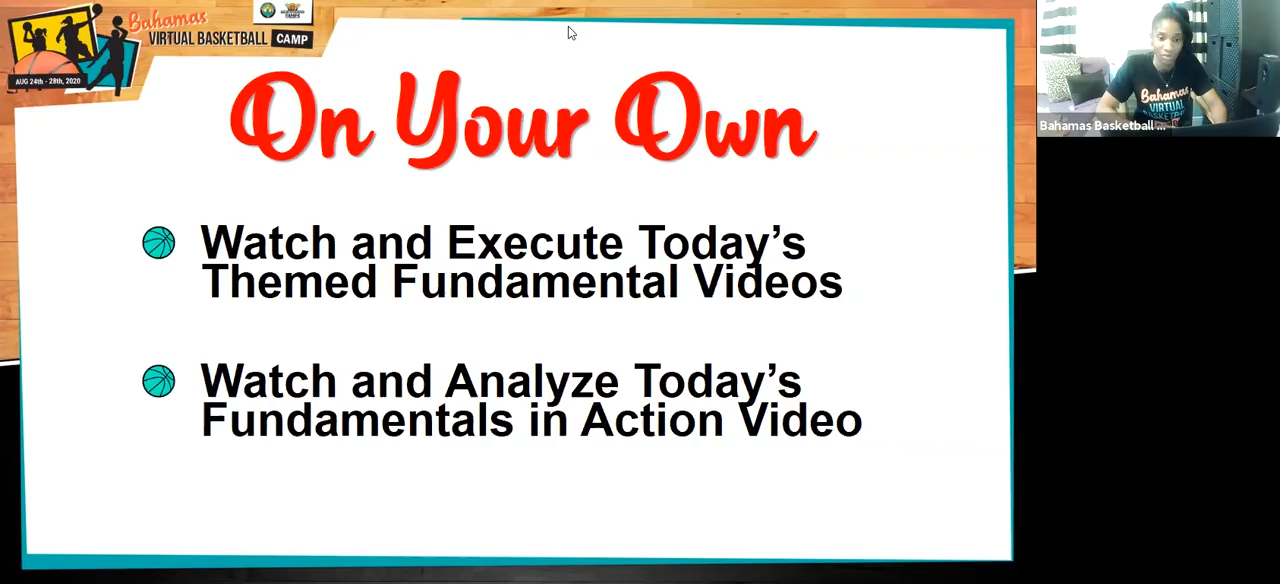 Bahamas
VIRTUAL BASKETBALL CAMP
AUG 24th - 28th, 2020
On Your Own
Watch and Execute Today’s
Themed Fundamental Videos
Watch and Analyze Today’s
Fundamentals in Action Video
Bahamas
VIRTUAL
Bahamas Basketball ...